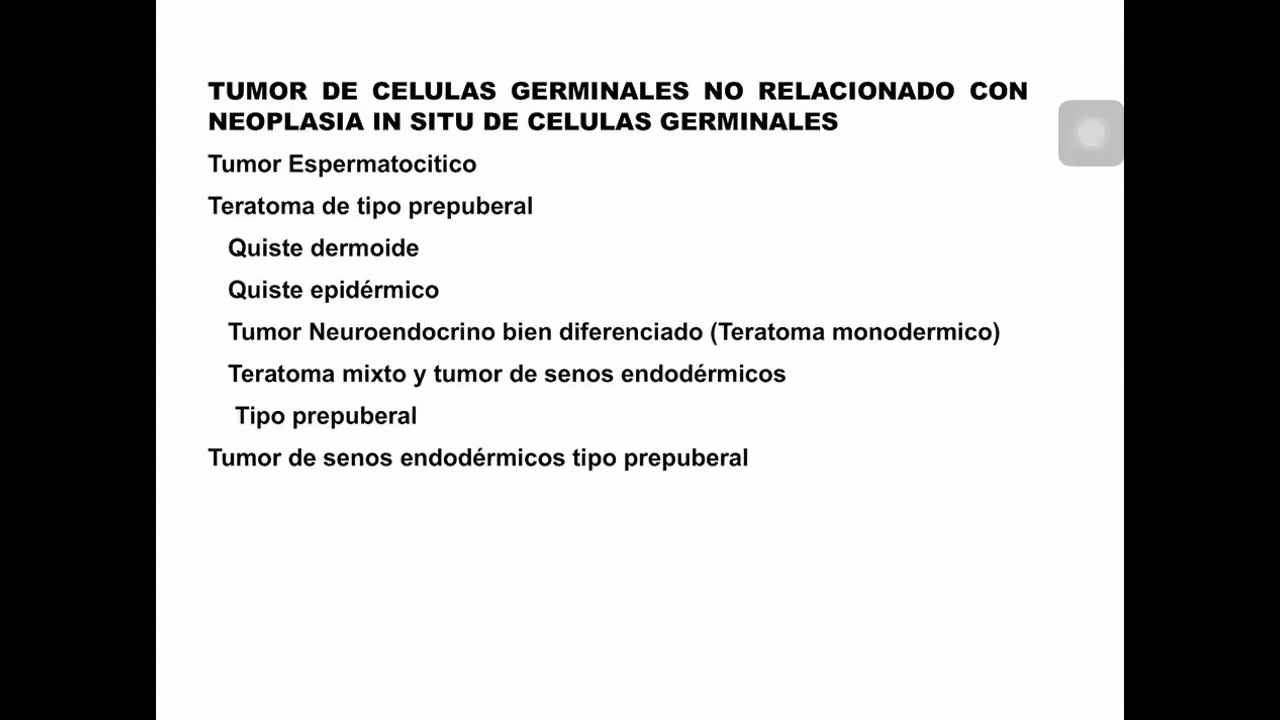 TUMOR DE CELULAS GERMINALES NO RELACIONADO CON
NEOPLASIA IN SITU DE CELULAS GERMINALES
Tumor Espermatocitico
Teratoma de tipo prepuberal
Quiste dermoide
Quiste epidérmico
Tumor Neuroendocrino bien diferenciado (Teratoma monodermico)
Teratoma mixto y tumor de senos endodérmicos
Tipo prepuberal
Tumor de senos endodérmicos tipo prepuberal